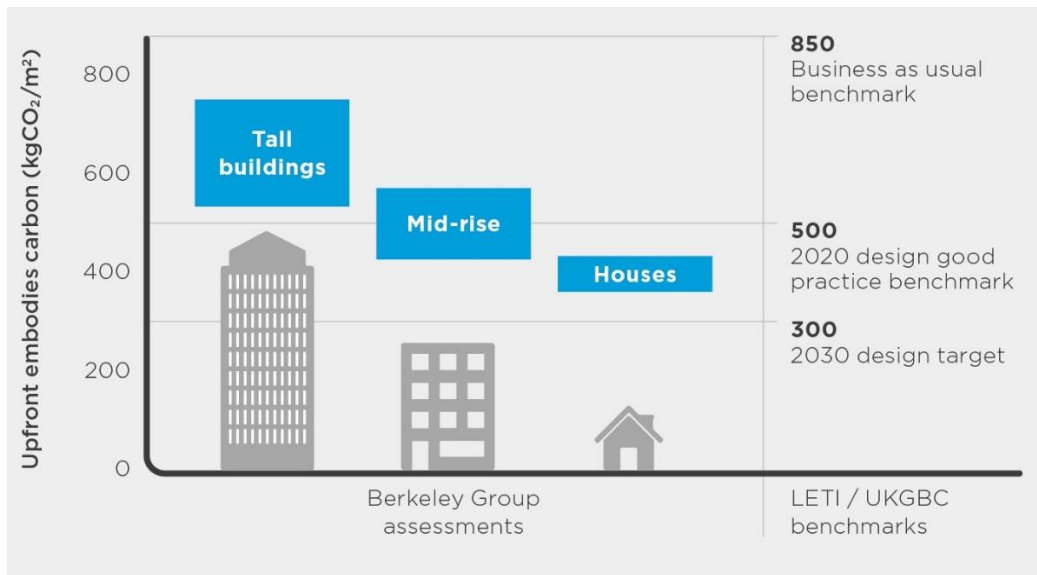 Upfront embodies carbon (kgCO₂/m²)
800
600
400
200
0
Tall
buildings
Mid-rise
Houses
Berkeley Group
assessments
850
Business as usual
benchmark
500
2020 design good
practice benchmark
300
2030 design target
LETI / UKGBC
benchmarks